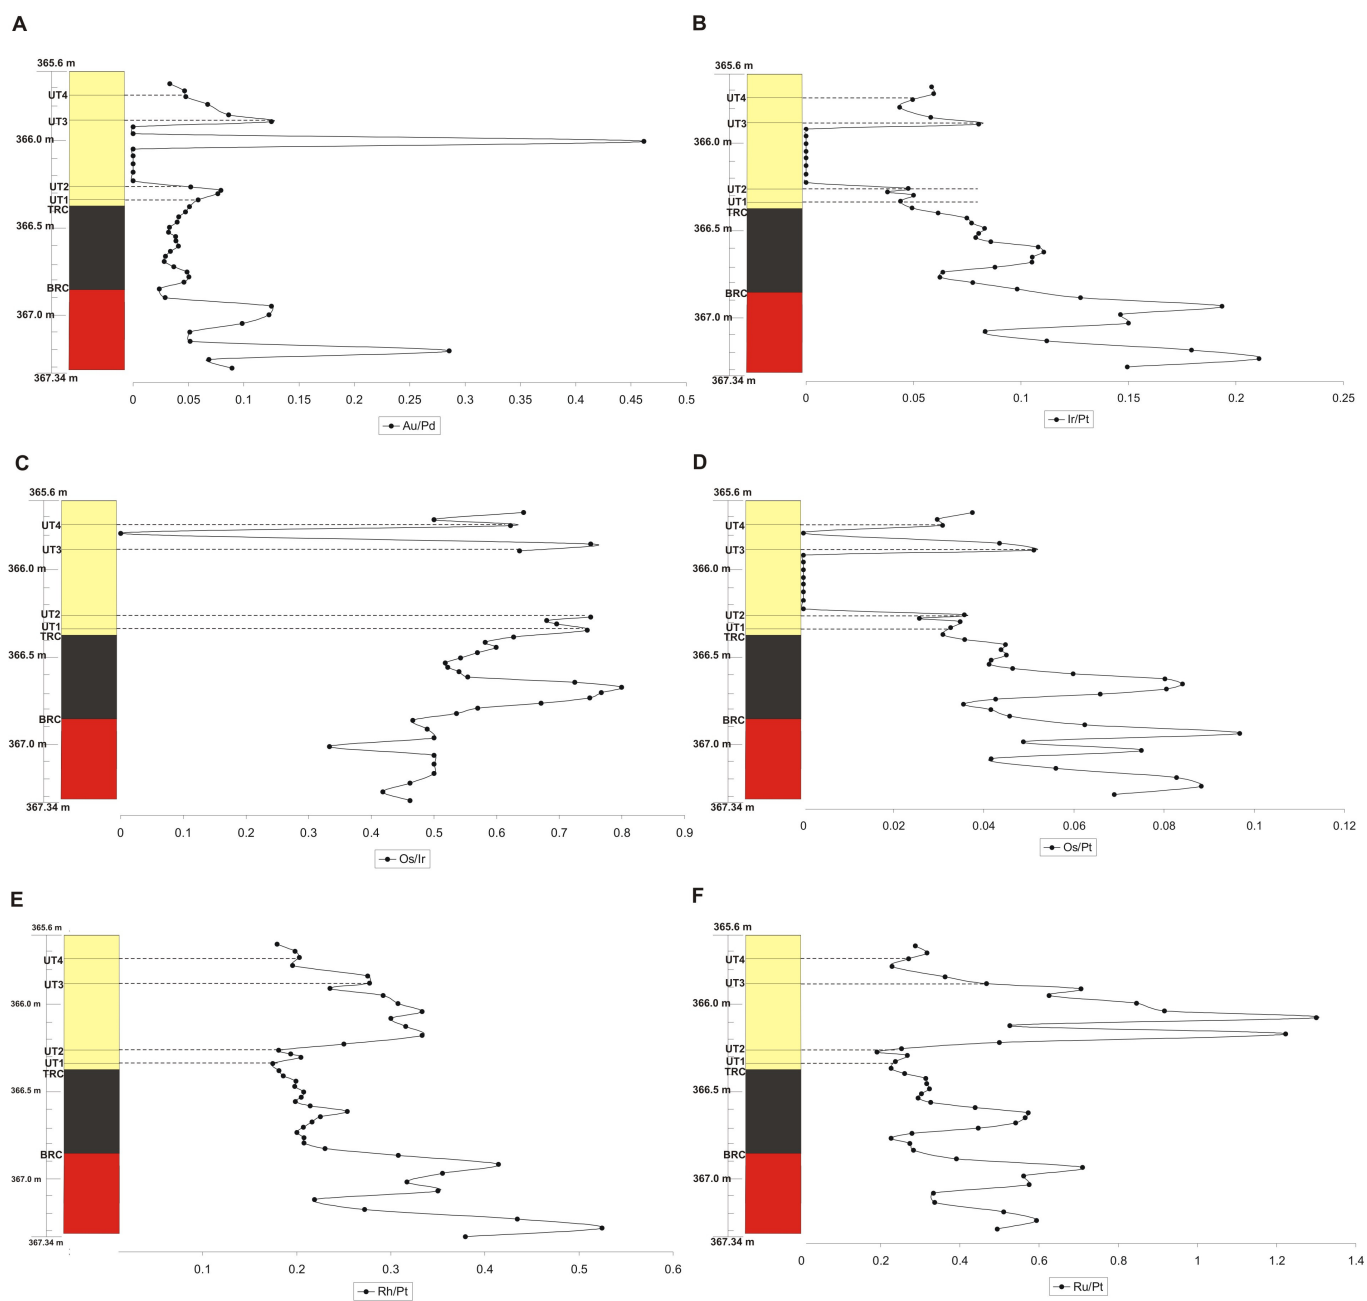 A
365.6 m
UT4
UT3
366.0 m
UT2
UT1
TRC
366.5 m
BRC
367.0 m
367.34 m
0 0.05 0.1 0.15 0.2 0.25 0.3 0.35 0.4 0.45 0.5
Au/Pd
B
365.6 m
UT4
UT3
366.0 m
UT2
UT1
TRC
366.5 m
BRC
367.0 m
367.34 m
0 0.05 0.1 0.15 0.2 0.25
Ir/Pt
C
365.6 m
UT4
UT3
366.0 m
UT2
UT1
TRC
366.5 m
BRC
367.0 m
367.34 m
0 0.1 0.2 0.3 0.4 0.5 0.6 0.7 0.8 0.9
Os/Ir
D
365.6 m
UT4
UT3
366.0 m
UT2
UT1
TRC
366.5 m
BRC
367.0 m
367.34 m
0 0.02 0.04 0.06 0.08 0.1 0.12
Os/Pt
E
365.6 m
UT4
UT3
366.0 m
UT2
UT1
TRC
366.5 m
BRC
367.0 m
367.34 m
0.1 0.2 0.3 0.4 0.5 0.6
Rh/Pt
F
365.6 m
UT4
UT3
366.0 m
UT2
UT1
TRC
366.5 m
BRC
367.0 m
367.34 m
0 0.2 0.4 0.6 0.8 1 1.2 1.4
Ru/Pt